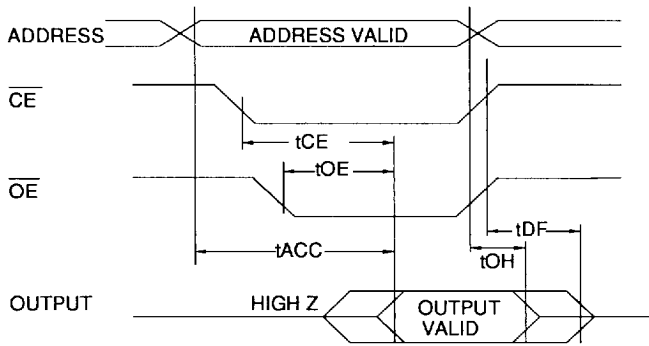 ADDRESS
ADDRESS VALID
CE
tCE
tOE
OE
tDF
tACC
tOH
OUTPUT
HIGH Z
OUTPUT
VALID